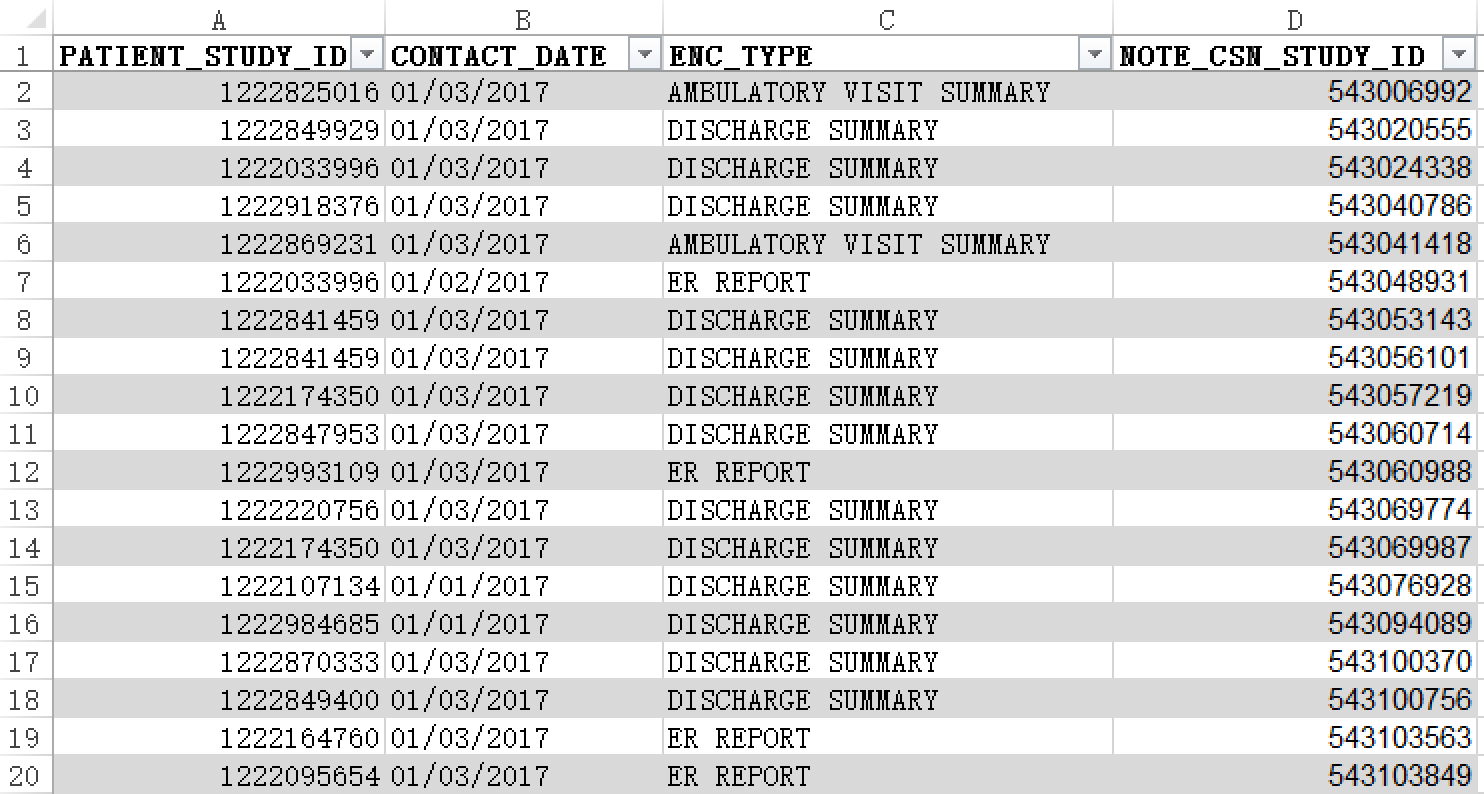 A B C D
1 PATIENT_STUDY_ID CONTACT_DATE ENC_TYPE NOTE_CSN_STUDY_ID
2 1222825016 01/03/2017 AMBULATORY VISIT SUMMARY 543006992
3 1222849929 01/03/2017 DISCHARGE SUMMARY 543020555
4 1222033996 01/03/2017 DISCHARGE SUMMARY 543024338
5 1222918376 01/03/2017 DISCHARGE SUMMARY 543040786
6 1222869231 01/03/2017 AMBULATORY VISIT SUMMARY 543041418
7 1222033996 01/02/2017 ER REPORT 543048931
8 1222841459 01/03/2017 DISCHARGE SUMMARY 543053143
9 1222841459 01/03/2017 DISCHARGE SUMMARY 543056101
10 1222174350 01/03/2017 DISCHARGE SUMMARY 543057219
11 1222847953 01/03/2017 DISCHARGE SUMMARY 543060714
12 1222993109 01/03/2017 ER REPORT 543060988
13 1222220756 01/03/2017 DISCHARGE SUMMARY 543069774
14 1222174350 01/03/2017 DISCHARGE SUMMARY 543069987
15 1222107134 01/01/2017 DISCHARGE SUMMARY 543076928
16 1222984685 01/01/2017 DISCHARGE SUMMARY 543094089
17 1222870333 01/03/2017 DISCHARGE SUMMARY 543100370
18 1222849400 01/03/2017 DISCHARGE SUMMARY 543100756
19 1222164760 01/03/2017 ER REPORT 543103563
20 1222095654 01/03/2017 ER REPORT 543103849